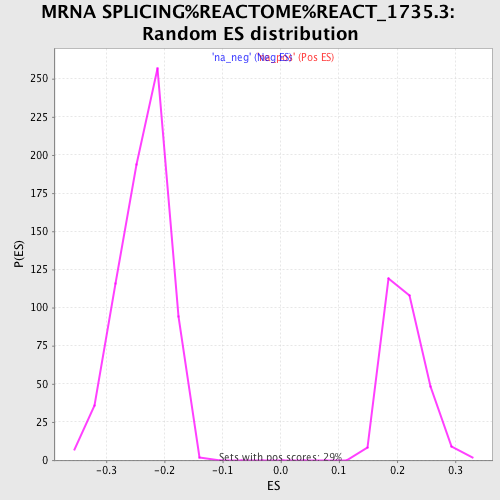 MRNA SPLICING%REACTOME%REACT_1735.3:
Random ES distribution
'na_neg' (Neg ES) 'na_pos' (Pos ES)
250
225
200
175
150
125
100
75
50
25
0
P(ES)
Sets with pos scores: 29%
-0.3 -0.2 -0.1 0.0 0.1 0.2 0.3
ES